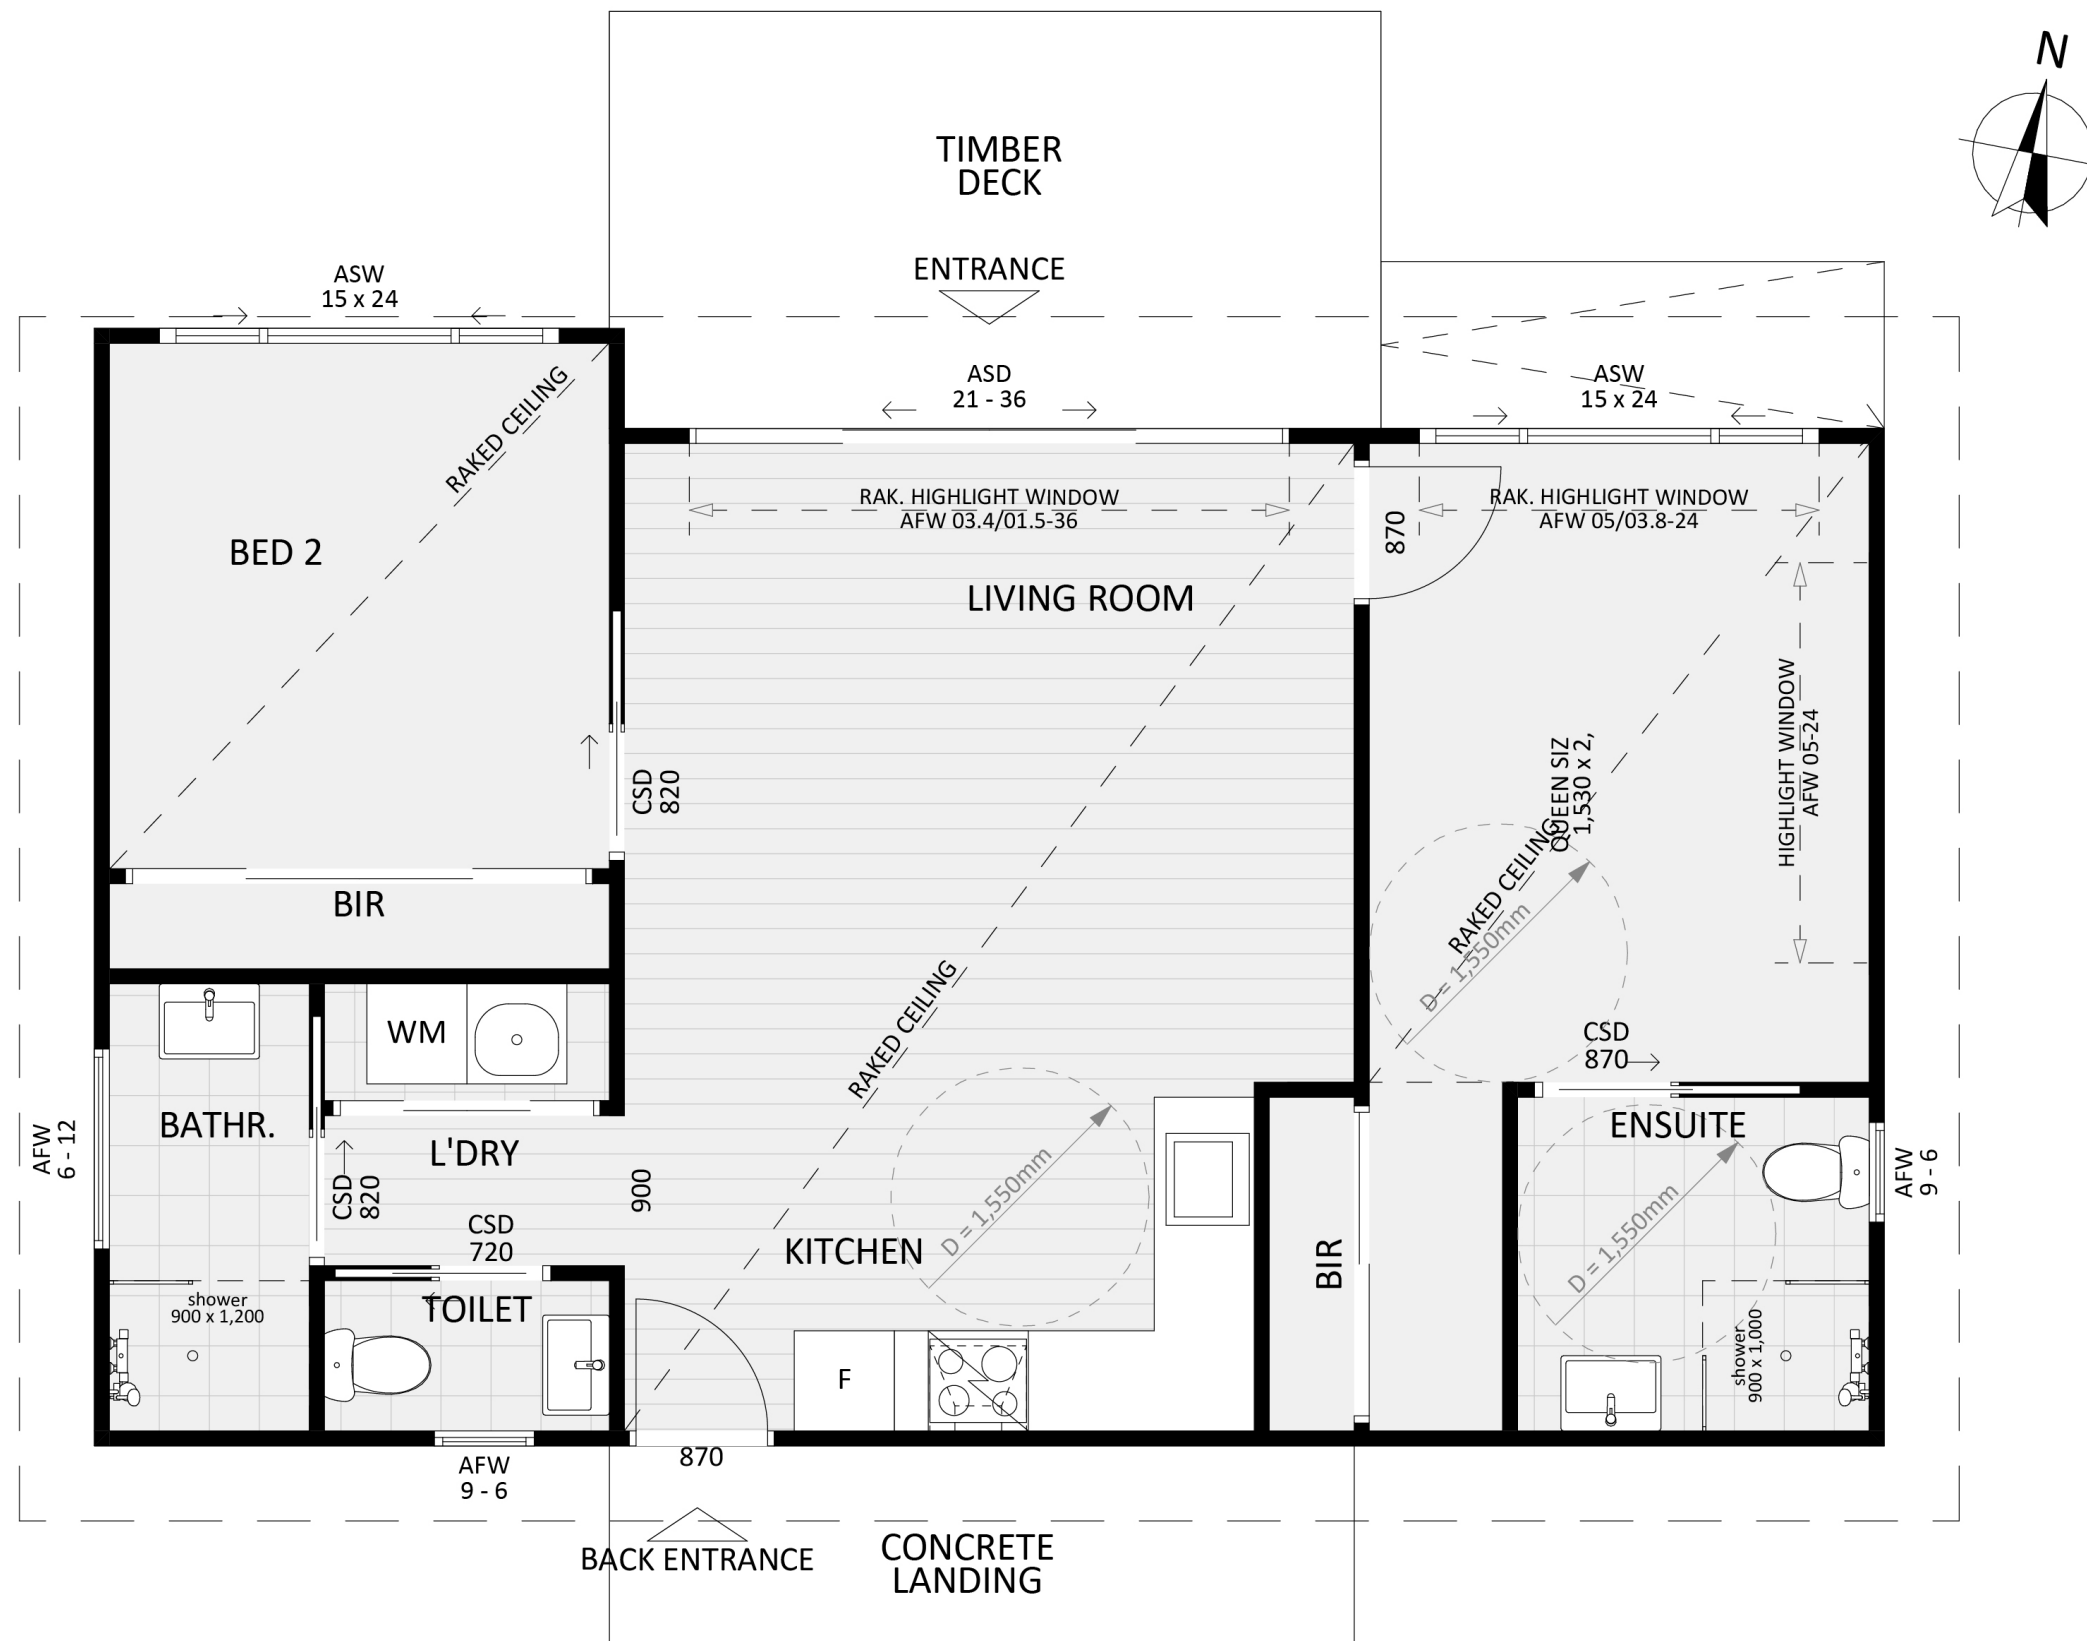 N
TIMBER
DECK
ENTRANCE
ASW
15 x 24
ASD
21 - 36
ASW
15 x 24
RAKED CEILING
RAK. HIGHLIGHT WINDOW
AFW 03.4/01.5-36
RAK. HIGHLIGHT WINDOW
AFW 05/03.8-24
870
BED 2
LIVING ROOM
CSD
820
QUEEN SIZ
1,530 x 2,
HIGHLIGHT WINDOW
AFW 05-24
RAKED CEILING
D = 1,550mm
BIR
RAKED CEILING
WM
CSD
870
BATHR.
L'DRY
ENSUITE
AFW
6 - 12
CSD
820
900
D = 1,550mm
AFW
9 - 6
CSD
720
KITCHEN
BIR
D = 1,550mm
shower
900 x 1,200
TOILET
shower
900 x 1,000
F
870
AFW
9 - 6
BACK ENTRANCE
CONCRETE
LANDING